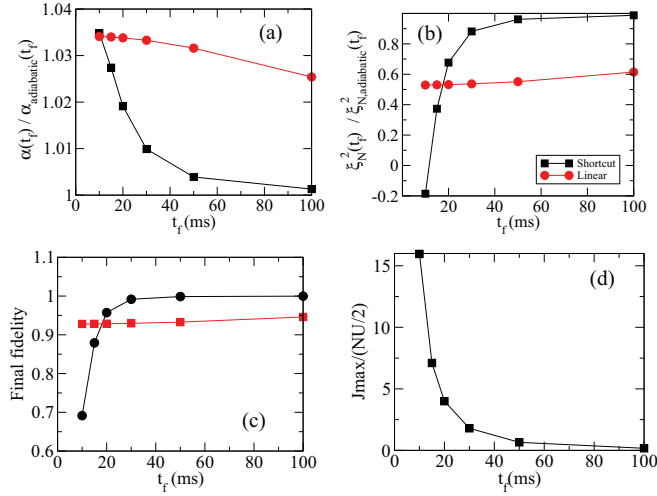 1.04
1.03
1.02
1.01
1
α(t_f) / α_adiabatic(t_f)
(a)
0 20 40 60 80 100
t_f (ms)
0.8
0.6
0.4
0.2
0
-0.2
ξ_N^2(t_f) / ξ_N,adiabatic^2(t_f)
(b)
Shortcut
Linear
0 20 40 60 80 100
t_f (ms)
1.1
1
0.9
0.8
0.7
0.6
Final fidelity
(c)
0 20 40 60 80 100
t_f (ms)
15
10
5
0
Jmax/(NU/2)
(d)
0 20 40 60 80 100
t_f (ms)